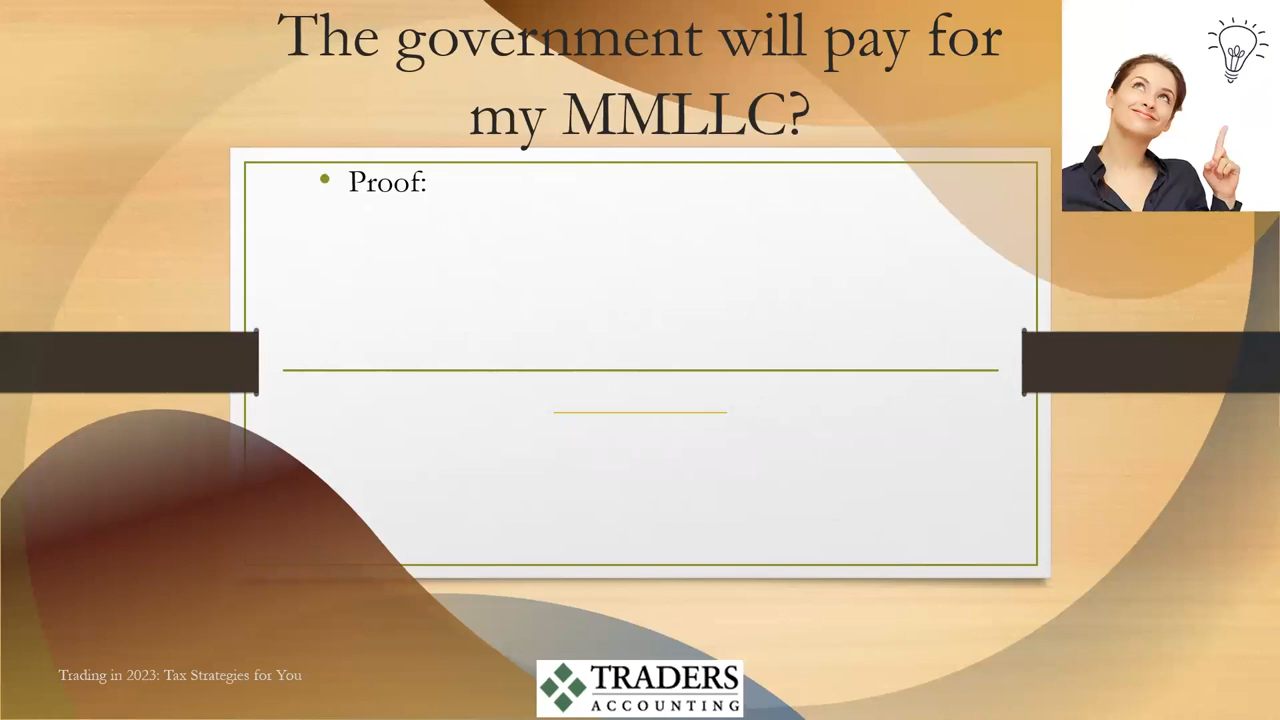 The government will pay for
my MMLLC?
• Proof:
Trading in 2023: Tax Strategies for You
TRADERS
ACCOUNTING